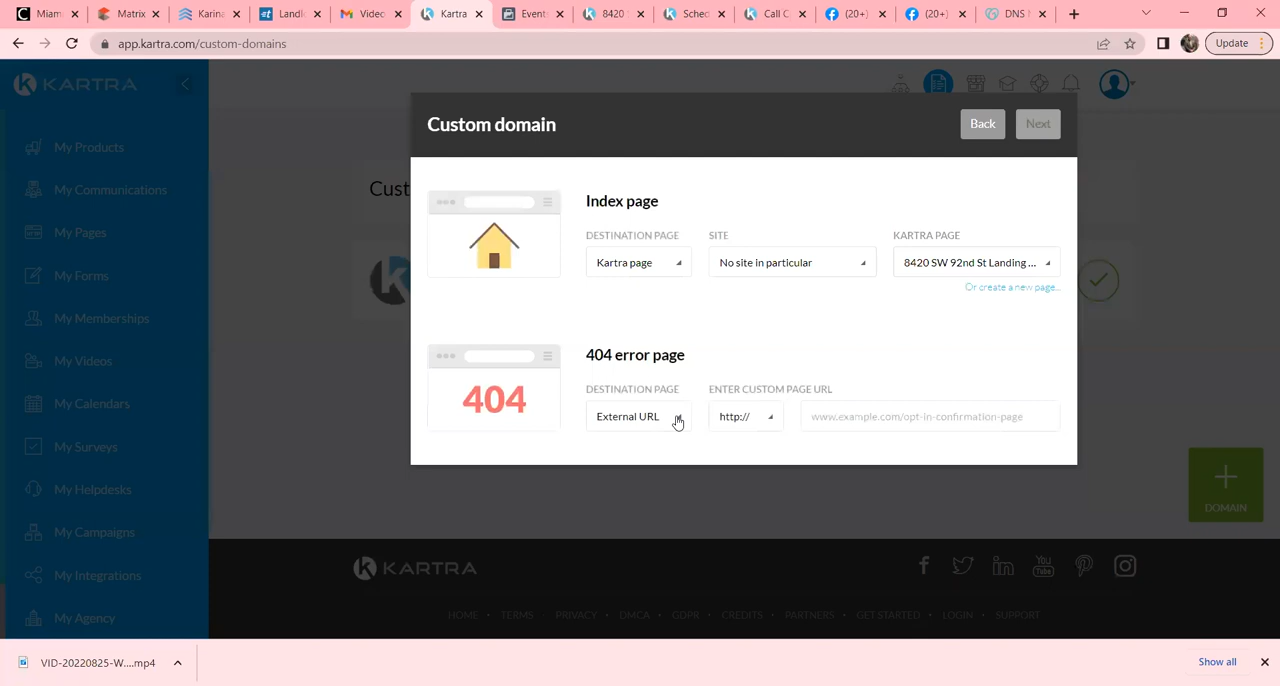 Miam
Matrix
Karina
Landl
Video
Kartra
Events
8420
Sched
Call C
(20+)
(20+)
DNS
app.kartra.com/custom-domains
Update
KARTRA
My Products
My Communications
My Pages
My Forms
My Memberships
My Videos
My Calendars
My Surveys
My Helpdesks
My Campaigns
My Integrations
My Agency
Cust
Custom domain
Back
Next
Index page
DESTINATION PAGE
SITE
KARTRA PAGE
Kartra page
No site in particular
8420 SW 92nd St Landing ...
Or create a new page...
404
404 error page
DESTINATION PAGE
ENTER CUSTOM PAGE URL
External URL
http://
www.example.com/opt-in-confirmation-page
DOMAIN
KARTRA
You Tube
HOME • TERMS • PRIVACY • DMCA • GDPR • CREDITS • PARTNERS • GET STARTED • LOGIN • SUPPORT
VID-20220825-W....mp4
Show all